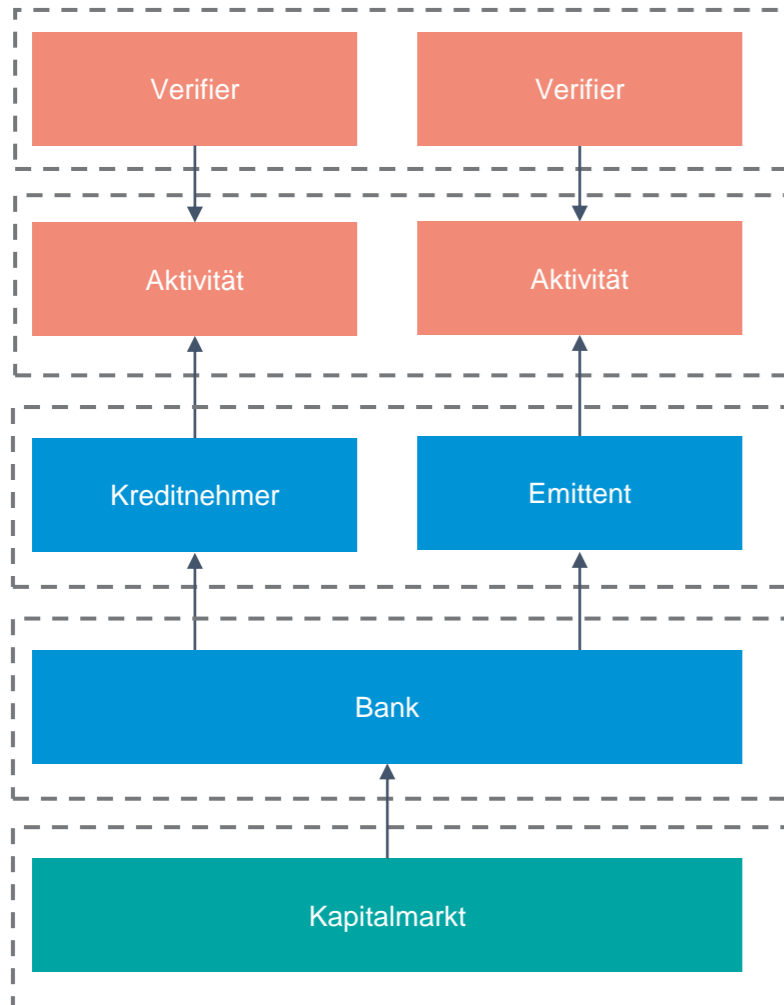 Verifier
Verifier
Aktivität
Aktivität
Kreditnehmer
Emittent
Bank
Kapitalmarkt